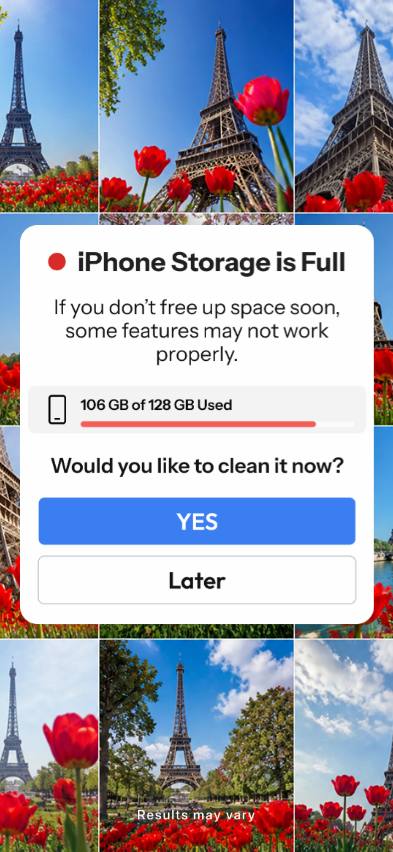 iPhone Storage is Full
If you don't free up space soon,
some features may not work
properly.
106 GB of 128 GB Used
Would you like to clean it now?
YES
Later
Results may vary